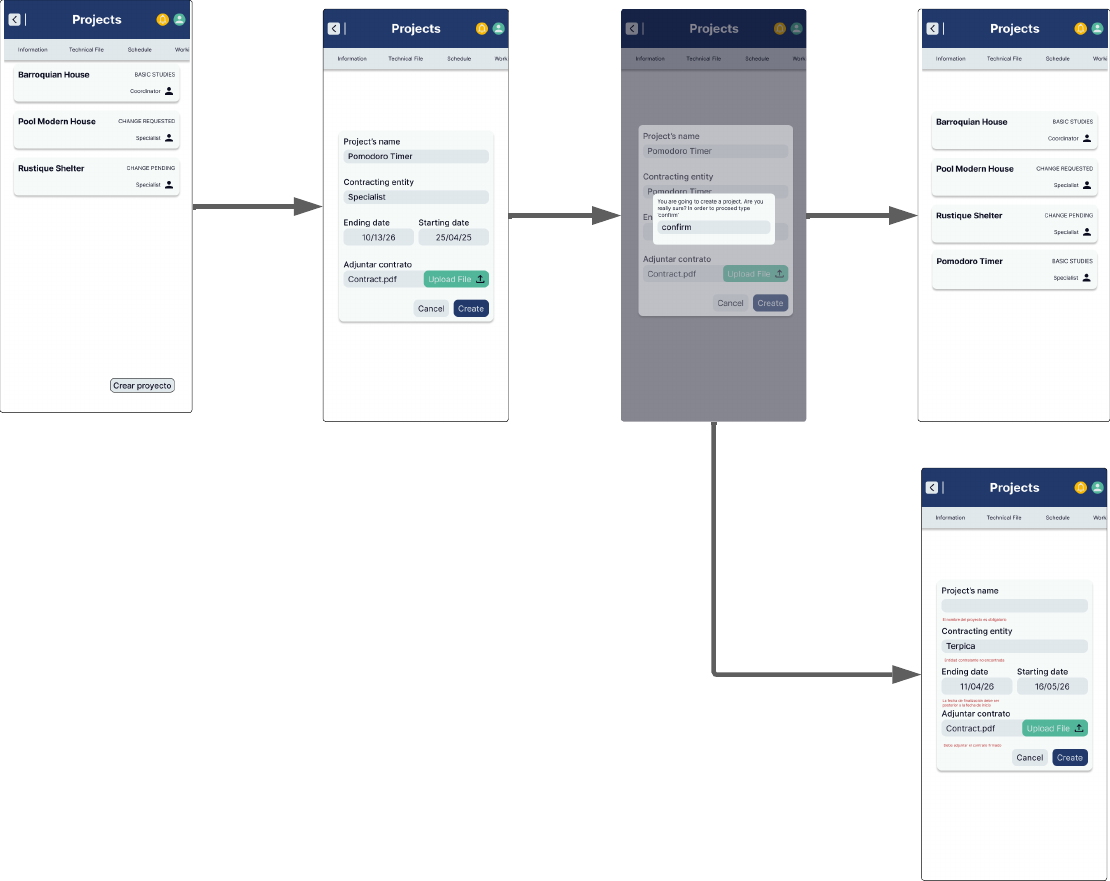 Projects
Information Technical File Schedule Worki
Barroquian House BASIC STUDIES
Coordinator
Pool Modern House CHANGE REQUESTED
Specialist
Rustique Shelter CHANGE PENDING
Specialist
Crear proyecto
Projects
Information Technical File Schedule Work
Project's name
Pomodoro Timer
Contracting entity
Specialist
Ending date Starting date
10/13/26 25/04/25
Adjuntar contrato
Contract.pdf Upload File
Cancel Create
Projects
Information Technical File Schedule Work
Project's name
Pomodoro Timer
Contracting entity
Pomodoro Timer
You are going to create a project. Are you
really sure? In order to proceed type
'confirm'
confirm
En
Adjuntar contrato
Contract.pdf Upload File
Cancel Create
Projects
Information Technical File Schedule Work
Barroquian House BASIC STUDIES
Coordinator
Pool Modern House CHANGE REQUESTED
Specialist
Rustique Shelter CHANGE PENDING
Specialist
Pomodoro Timer BASIC STUDIES
Specialist
Projects
Information Technical File Schedule Work
Project's name
El nombre del proyecto es obligatorio
Contracting entity
Terpica
Entidad contratante no encontrada
Ending date Starting date
11/04/26 16/05/26
La fecha de finalización debe ser
posterior a la fecha de inicio
Adjuntar contrato
Contract.pdf Upload File
Debe adjuntar el contrato
Cancel Create